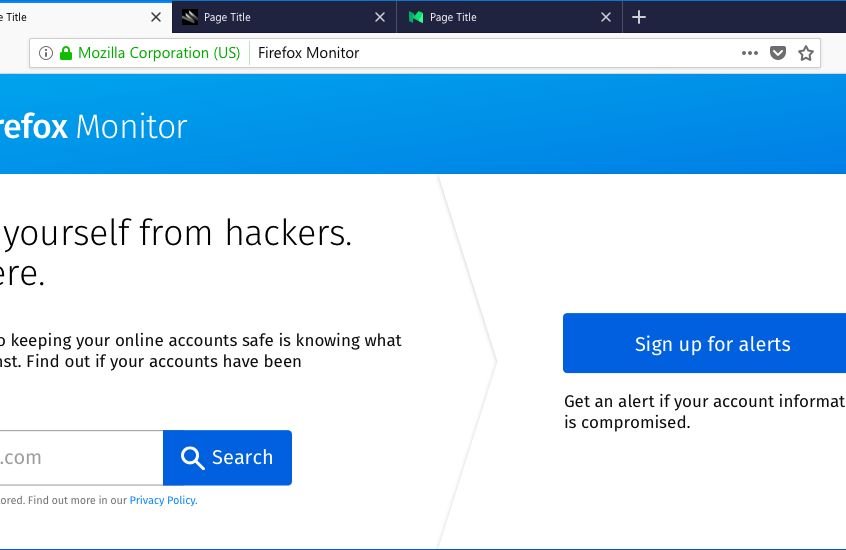 Title
Page Title
Page Title
Mozilla Corporation (US)
Firefox Monitor
refox Monitor
yourself from hackers.
ere.
o keeping your online accounts safe is knowing what
nst. Find out if your accounts have been
.com
Search
ored. Find out more in our Privacy Policy.
Sign up for alerts
Get an alert if your account informat
is compromised.